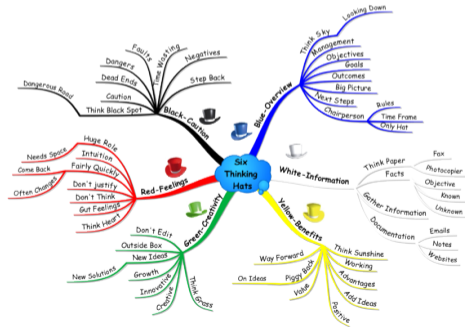 Six
Thinking
Hats
Blue-Overview
Think Sky
Looking Down
Management
Objectives
Goals
Outcomes
Big Picture
Next Steps
Chairperson
Rules
Time Frame
Only Hat
White-Information
Think Paper
Facts
Fax
Photocopier
Gather Information
Objective
Known
Unknown
Documentation
Emails
Notes
Websites
Yellow-Benefits
Think Sunshine
Working
Advantages
Add Ideas
Positive
Value
Piggy Back
On Ideas
Way Forward
Green-Creativity
Think Grass
Creative
Innovative
Growth
New Ideas
New Solutions
Outside Box
Don't Edit
Red-Feelings
Think Heart
Gut Feelings
Don't Think
Don't justify
Fairly Quickly
Come Back
Often Changes
Intuition
Huge Role
Needs Space
Black-Caution
Think Black Spot
Dangerous Road
Caution
Dead Ends
Dangers
Faults
Time Wasting
Negatives
Step Back